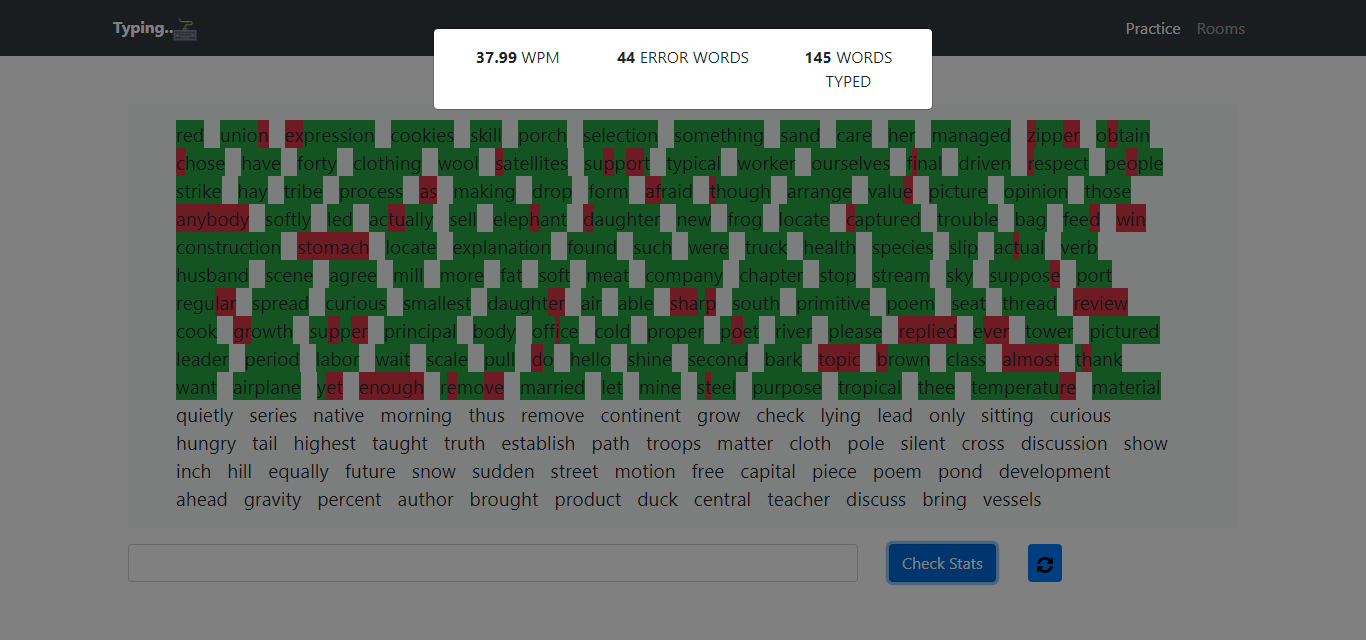 Typing..
Practice Rooms
37.99 WPM 44 ERROR WORDS 145 WORDS TYPED
red union expression cookies skill porch selection something sand care her managed zipper obtain
chose have forty clothing wool satellites support typical worker ourselves final driven respect people
strike hay tribe process as making drop form afraid though arrange value picture opinion those
anybody softly led actually sell elephant daughter new frog locate captured trouble bag feed win
construction stomach locate explanation found such were truck health species slip actual verb
husband scene agree mill more fat soft meat company chapter stop stream sky suppose port
regular spread curious smallest daughter air able sharp south primitive poem seat thread review
cook growth supper principal body office cold proper poet river please replied ever tower pictured
leader period labor wait scale pull do hello shine second bark topic brown class almost thank
want airplane yet enough remove married let mine steel purpose tropical thee temperature material
quietly series native morning thus remove continent grow check lying lead only sitting curious
hungry tail highest taught truth establish path troops matter cloth pole silent cross discussion show
inch hill equally future snow sudden street motion free capital piece poem pond development
ahead gravity percent author brought product duck central teacher discuss bring vessels
Check Stats